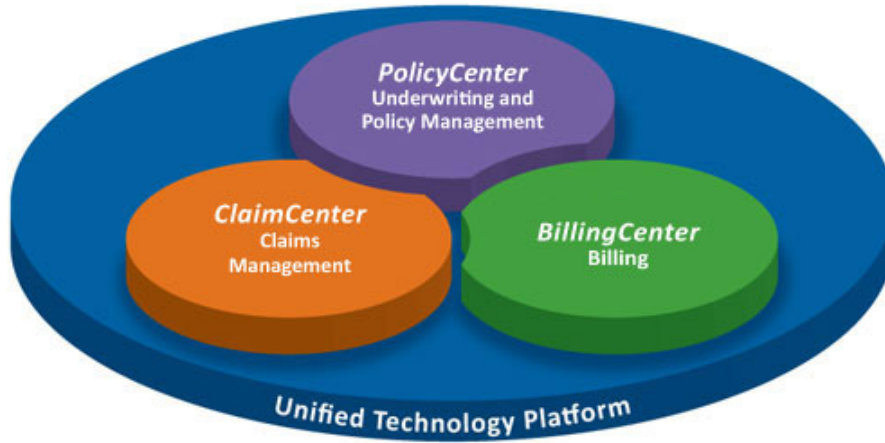 PolicyCenter
Underwriting and
Policy Management
ClaimCenter
Claims
Management
BillingCenter
Billing
Unified Technology Platform